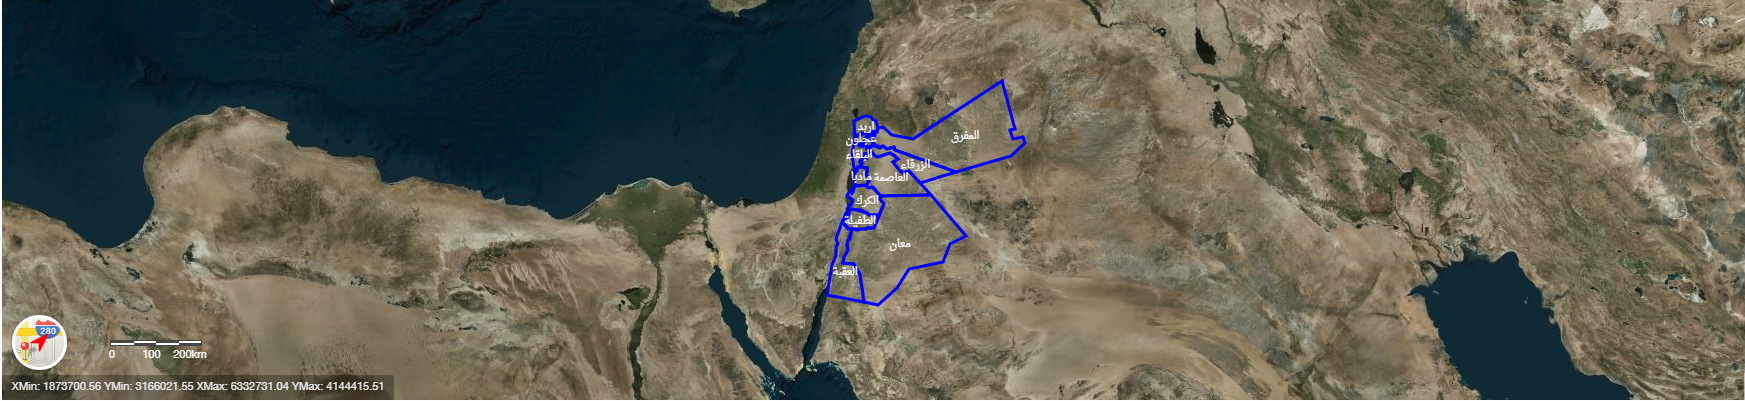 اربد
عجلون
المفرق
البلقاء
الزرقاء
العاصمة
مادبا
الكرك
الطفيلة
معان
العقبة
280
0 100 200km
XMin: 1873700.56 YMin: 3166021.55 XMax: 6332731.04 YMax: 4144415.51